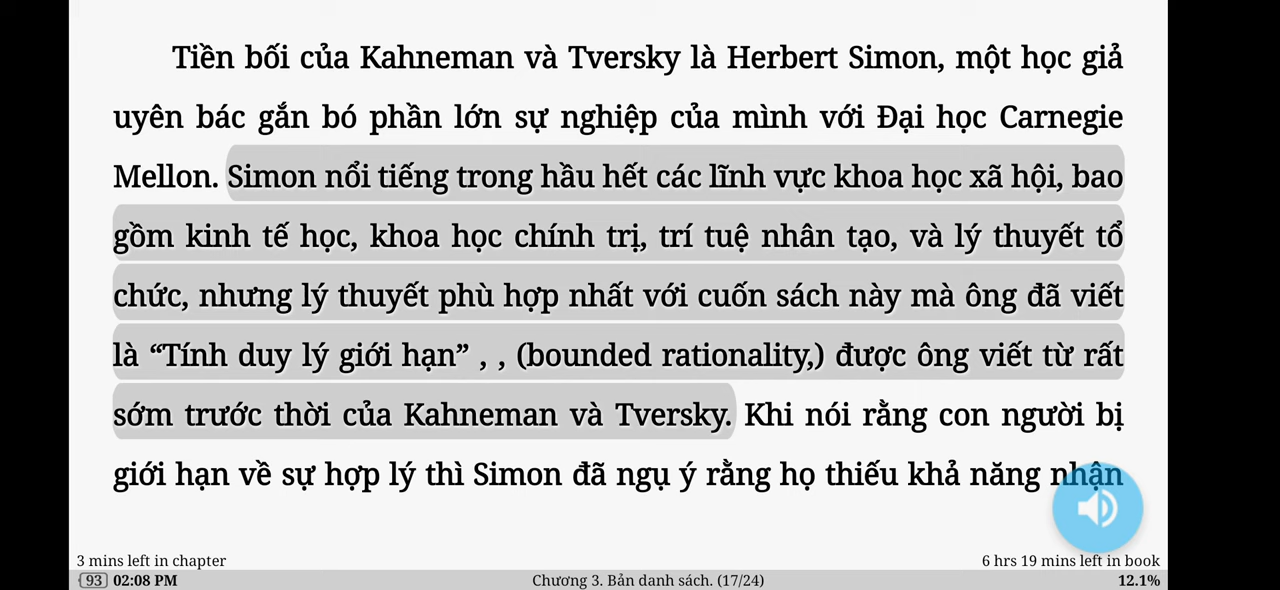 Tiền bối của Kahneman và Tversky là Herbert Simon, một học giả
uyên bác gắn bó phần lớn sự nghiệp của mình với Đại học Carnegie
Mellon. Simon nổi tiếng trong hầu hết các lĩnh vực khoa học xã hội, bao
gồm kinh tế học, khoa học chính trị, trí tuệ nhân tạo, và lý thuyết tổ
chức, nhưng lý thuyết phù hợp nhất với cuốn sách này mà ông đã viết
là “Tính duy lý giới hạn” , , (bounded rationality,) được ông viết từ rất
sớm trước thời của Kahneman và Tversky. Khi nói rằng con người bị
giới hạn về sự hợp lý thì Simon đã ngụ ý rằng họ thiếu khả năng nhận
3 mins left in chapter 6 hrs 19 mins left in book
93 02:08 PM Chương 3. Bản danh sách. (17/24) 12.1%